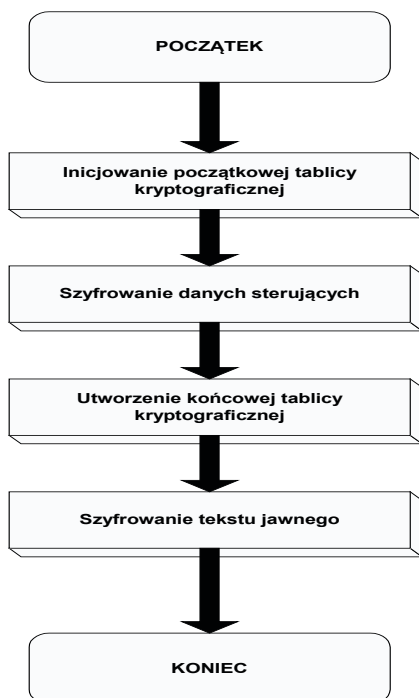 POCZĄTEK
Inicjowanie początkowej tablicy
kryptograficznej
Szyfrowanie danych sterujących
Utworzenie końcowej tablicy
kryptograficznej
Szyfrowanie tekstu jawnego
KONIEC